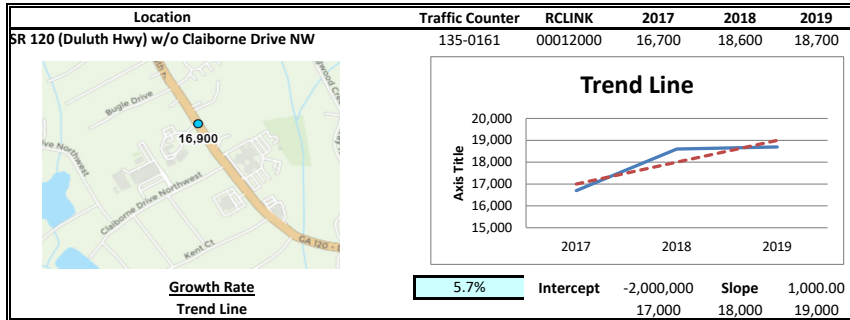 Location Traffic Counter RCLINK 2017 2018 2019
SR 120 (Duluth Hwy) w/o Claiborne Drive NW 135-0161 00012000 16,700 18,600 18,700
Bugle Drive
16,900
Claiborne Drive Northwest
Kent Ct
GA 120
Trend Line
Axis Title
20,000
19,000
18,000
17,000
16,000
15,000
2017 2018 2019
Growth Rate 5.7% Intercept -2,000,000 Slope 1,000.00
Trend Line 17,000 18,000 19,000